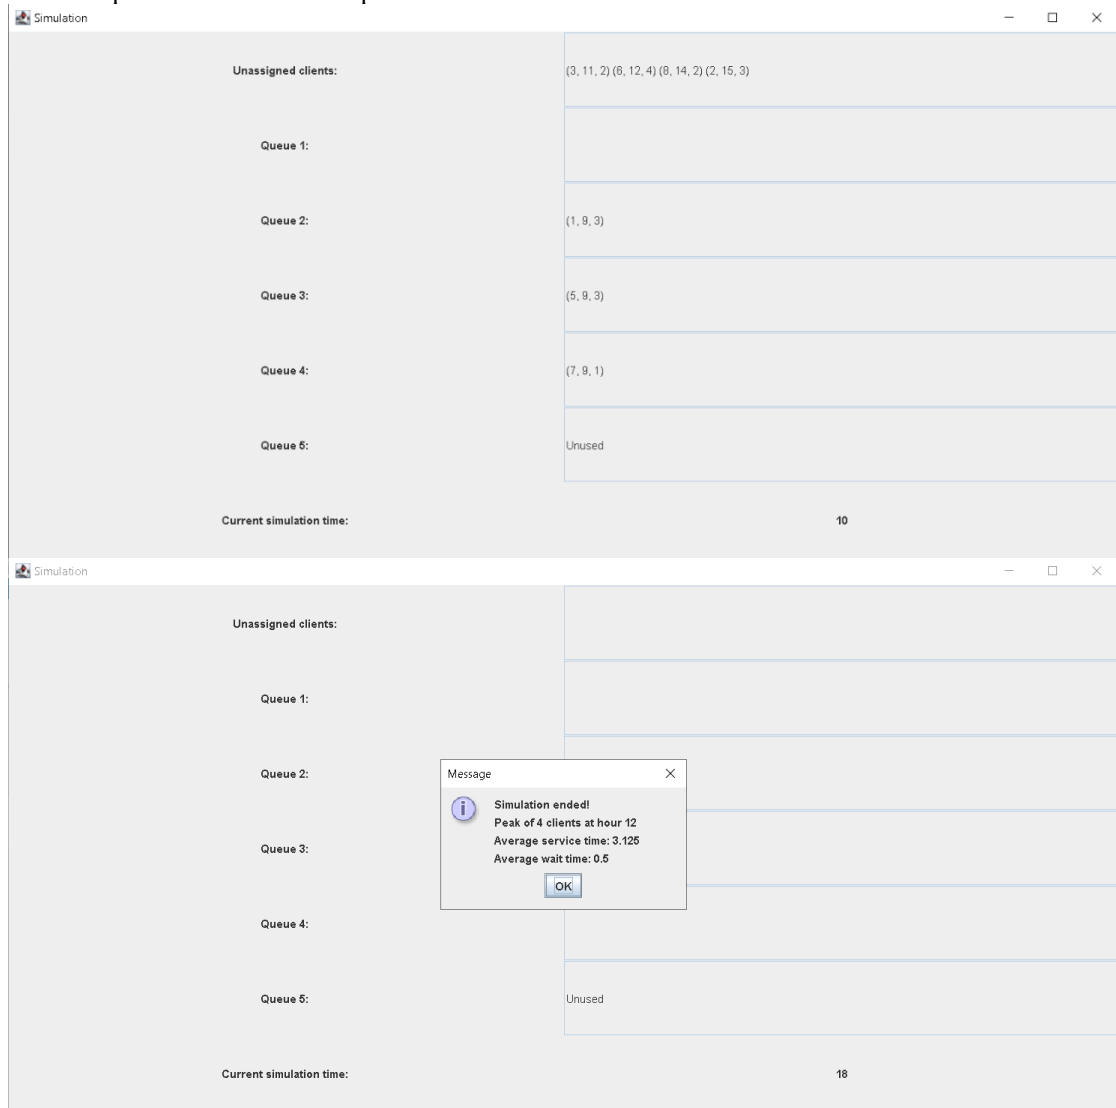 Simulation
Unassigned clients: (3, 11, 2) (6, 12, 4) (8, 14, 2) (2, 15, 3)
Queue 1:
Queue 2: (1, 9, 3)
Queue 3: (5, 9, 3)
Queue 4: (7, 9, 1)
Queue 5: Unused
Current simulation time: 10
Simulation
Unassigned clients:
Queue 1:
Queue 2:
Message
Simulation ended!
Peak of 4 clients at hour 12
Average service time: 3.125
Average wait time: 0.5
OK
Queue 3:
Queue 4:
Queue 5: Unused
Current simulation time: 18